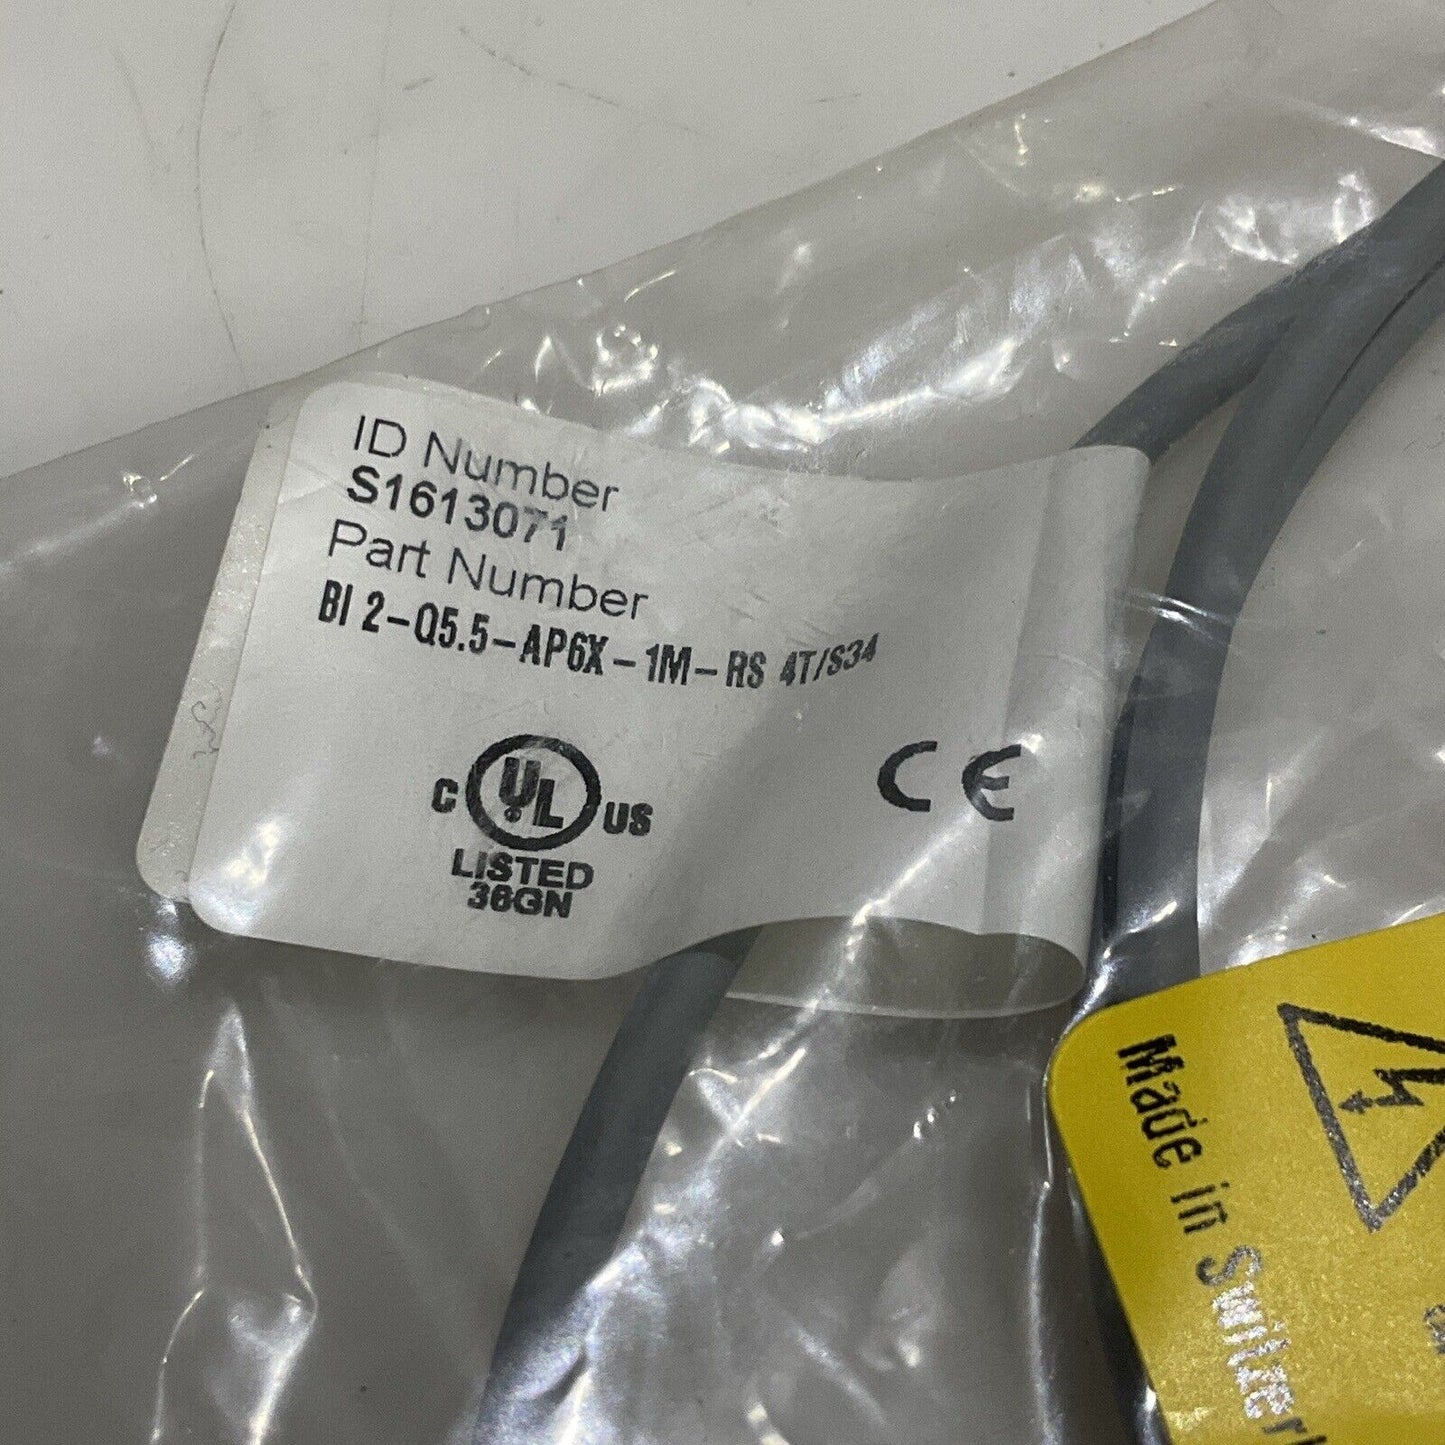 ID Number
S1613071
Part Number
BI 2-Q5.5-AP6X-1M-RS 4T/S34
C UL US
LISTED
36GN
CE
Made in